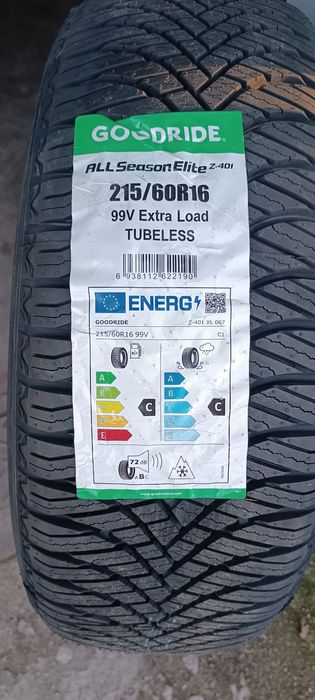 GOODRIDE
ALL Season Elite Z-401
215/60R16
99V Extra Load
TUBELESS
6 938112 622190
ENERG
GOODRIDE Z-401 XL 067
215/60R16 99V C1
A A
B B
C C C C
D D
E E
72 dB
ABC